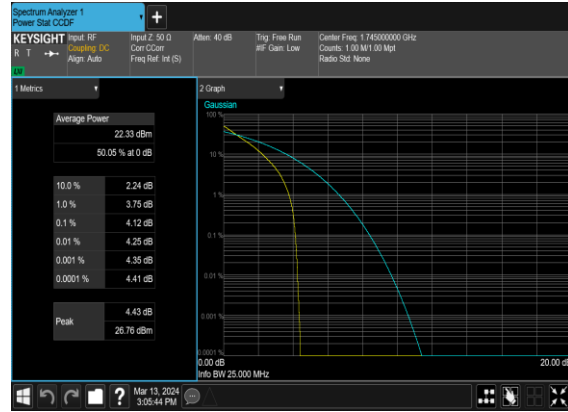 Spectrum Analyzer 1
Power Stat CCDF
KEYSIGHT
R T
LXI
Input: RF
Coupling: DC
Align: Auto
Input Z: 50 Ω
Corr CCorr
Freq Ref: Int (S)
Atten: 40 dB
Trig: Free Run
#IF Gain: Low
Center Freq: 1.745000000 GHz
Counts: 1.00 M/1.00 Mpt
Radio Std: None
1 Metrics
Average Power
22.33 dBm
50.05 % at 0 dB
10.0 % 2.24 dB
1.0 % 3.75 dB
0.1 % 4.12 dB
0.01 % 4.25 dB
0.001 % 4.35 dB
0.0001 % 4.41 dB
Peak
4.43 dB
26.76 dBm
2 Graph
Gaussian
100 %
10 %
1 %
0.1 %
0.01 %
0.001 %
0.0001 %
0.00 dB
20.00 dB
Info BW 25.000 MHz
?
Mar 13, 2024
3:05:44 PM